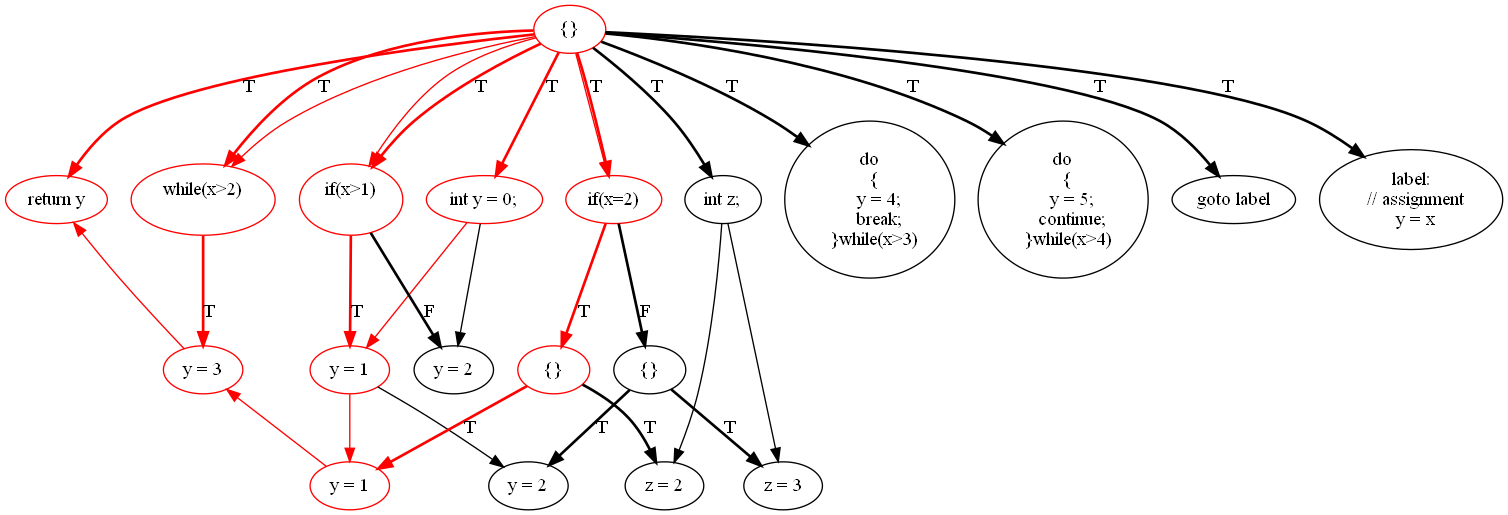 {}
T
T
T
T
T
T
T
T
T
T
return y
while(x>2)
if(x>1)
int y = 0;
if(x=2)
int z;
do
{
y = 4;
break;
}while(x>3)
do
{
y = 5;
continue;
}while(x>4)
goto label
label:
// assignment
y = x
T
T
F
T
F
y = 3
y = 1
y = 2
{}
{}
T
T
T
T
y = 1
y = 2
z = 2
z = 3